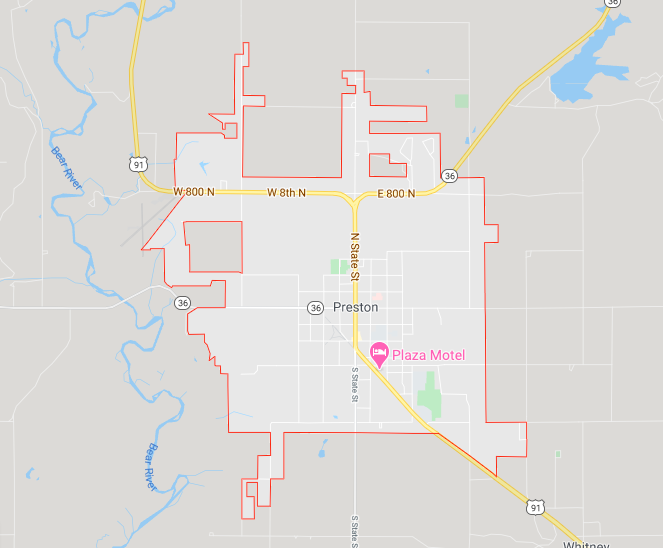 36
Bear River
91
36
W 800 N
W 8th N
E 800 N
N State St
36
36
Preston
Plaza Motel
S State St
Bear River
91
S State St
Whitney